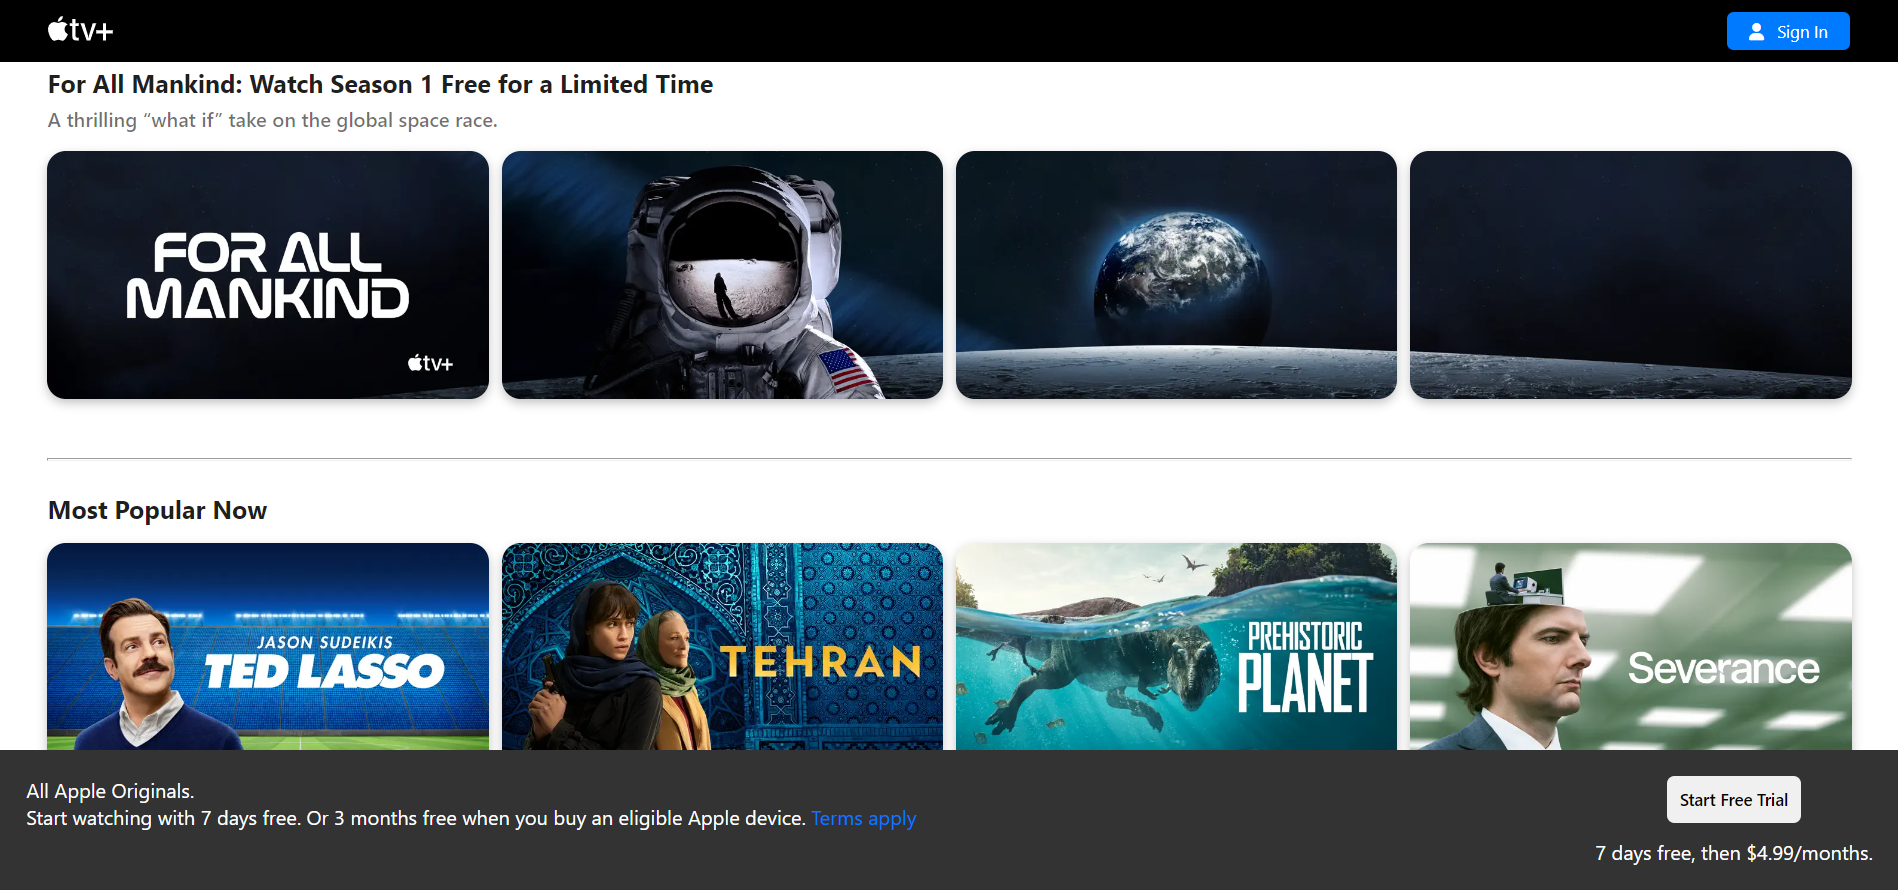 tv+
Sign In
For All Mankind: Watch Season 1 Free for a Limited Time
A thrilling “what if” take on the global space race.
FOR ALL
MANKIND
tv+
Most Popular Now
JASON SUDEIKIS
TED LASSO
TEHRAN
PREHISTORIC
PLANET
Severance
All Apple Originals.
Start watching with 7 days free. Or 3 months free when you buy an eligible Apple device. Terms apply
Start Free Trial
7 days free, then $4.99/months.